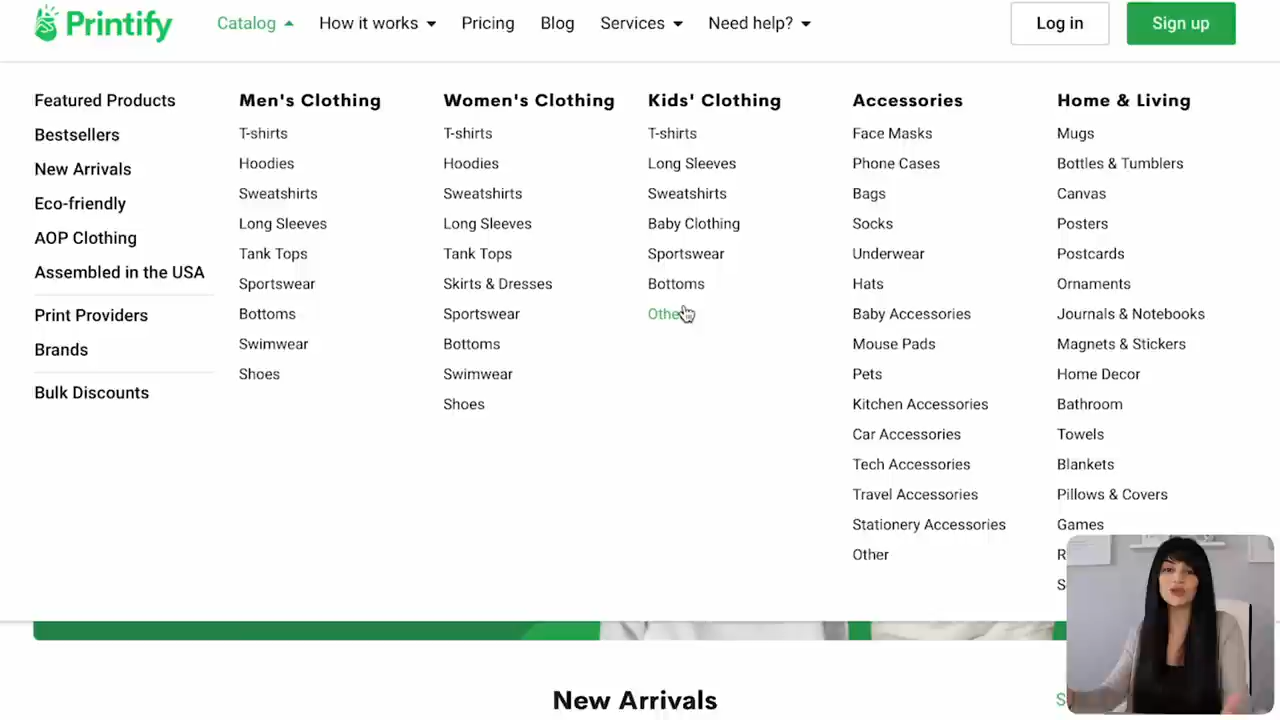 Printify
Catalog
How it works
Pricing
Blog
Services
Need help?
Log in
Sign up
Featured Products
Bestsellers
New Arrivals
Eco-friendly
AOP Clothing
Assembled in the USA
Print Providers
Brands
Bulk Discounts
Men's Clothing
T-shirts
Hoodies
Sweatshirts
Long Sleeves
Tank Tops
Sportswear
Bottoms
Swimwear
Shoes
Women's Clothing
T-shirts
Hoodies
Sweatshirts
Long Sleeves
Tank Tops
Skirts & Dresses
Sportswear
Bottoms
Swimwear
Shoes
Kids' Clothing
T-shirts
Long Sleeves
Sweatshirts
Baby Clothing
Sportswear
Bottoms
Accessories
Face Masks
Phone Cases
Bags
Socks
Underwear
Hats
Baby Accessories
Mouse Pads
Pets
Kitchen Accessories
Car Accessories
Tech Accessories
Travel Accessories
Stationery Accessories
Other
Home & Living
Mugs
Bottles & Tumblers
Canvas
Posters
Postcards
Ornaments
Journals & Notebooks
Magnets & Stickers
Home Decor
Bathroom
Towels
Blankets
Pillows & Covers
Games
New Arrivals